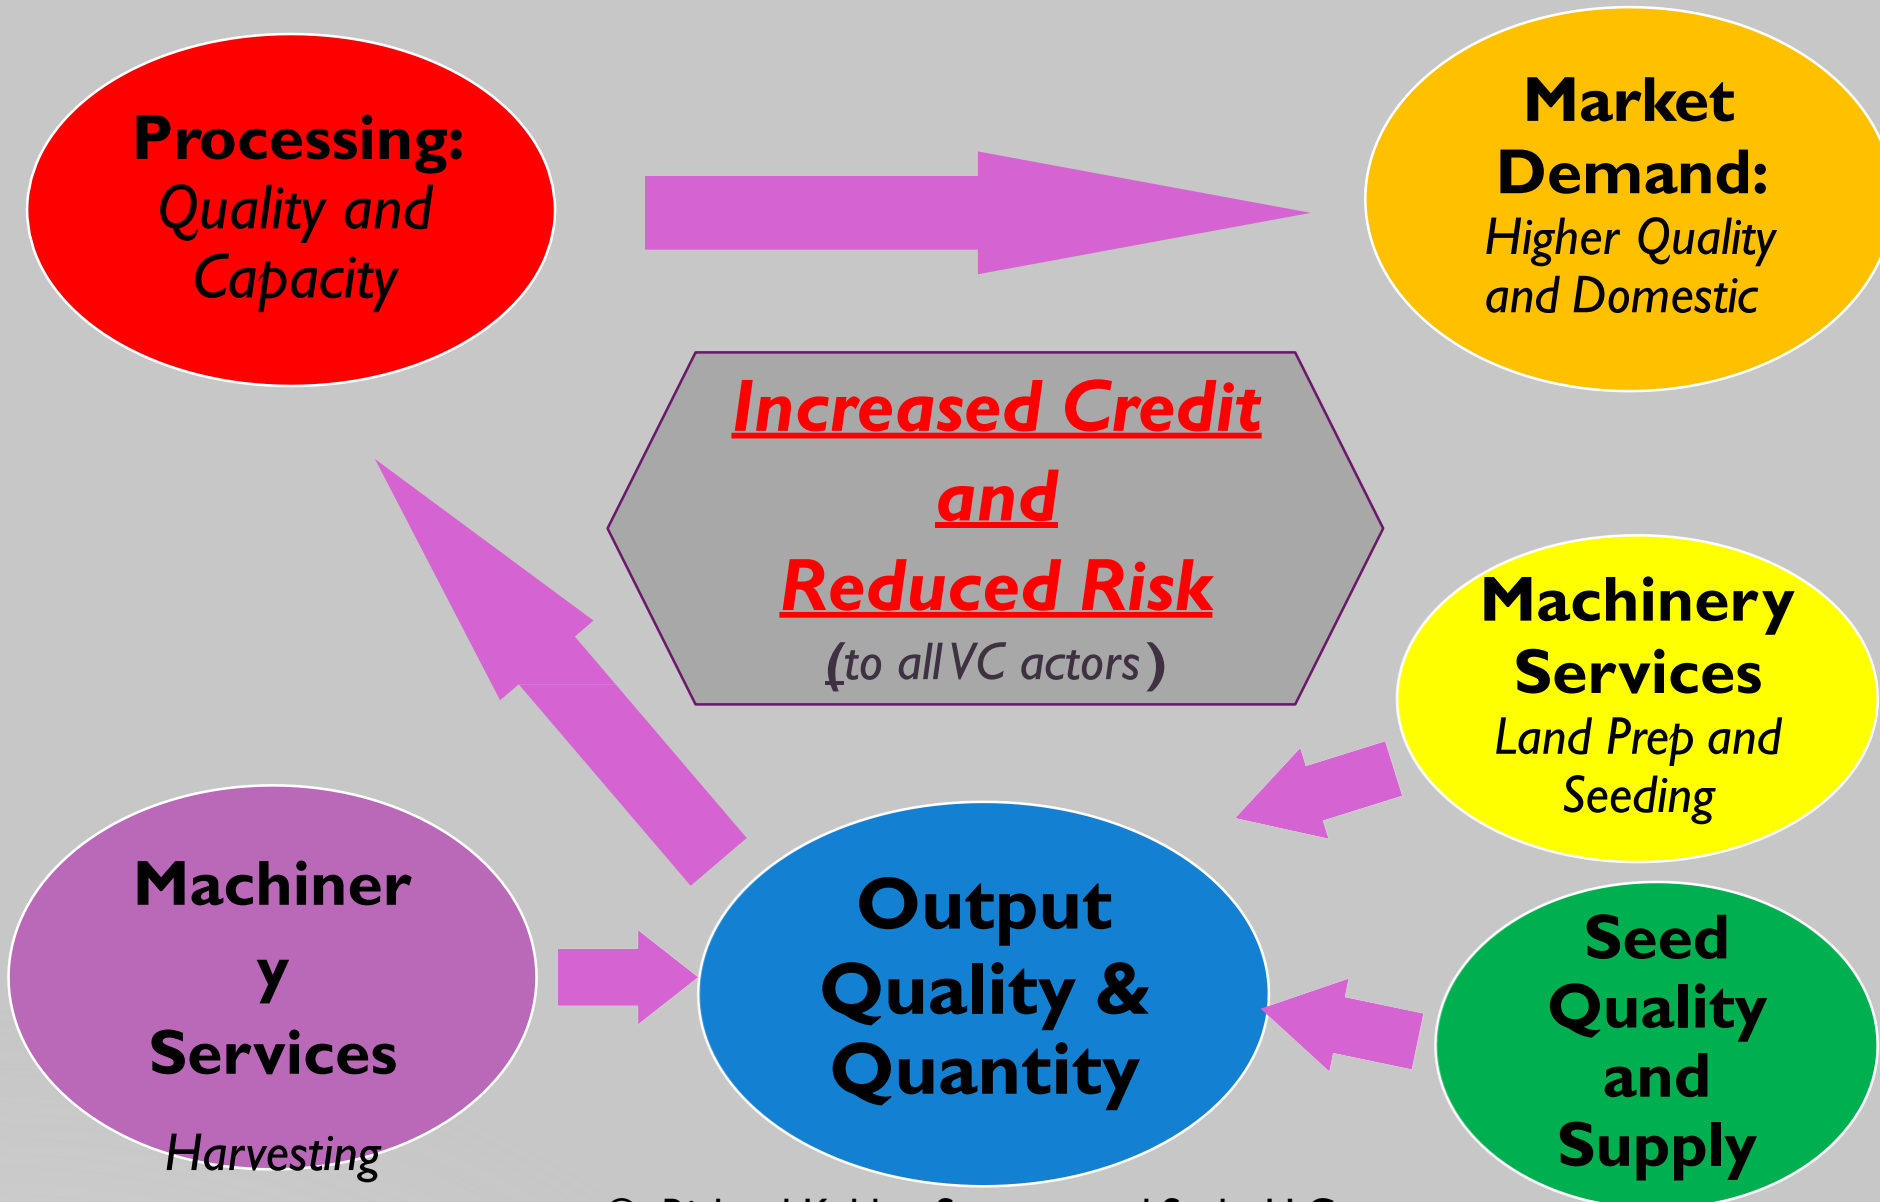 Processing:
Quality and
Capacity
Market
Demand:
Higher Quality
and Domestic
Increased Credit
and
Reduced Risk
(to all VC actors)
Machinery
Services
Land Prep and
Seeding
Machiner
y
Services
Harvesting
Output
Quality &
Quantity
Seed
Quality
and
Supply